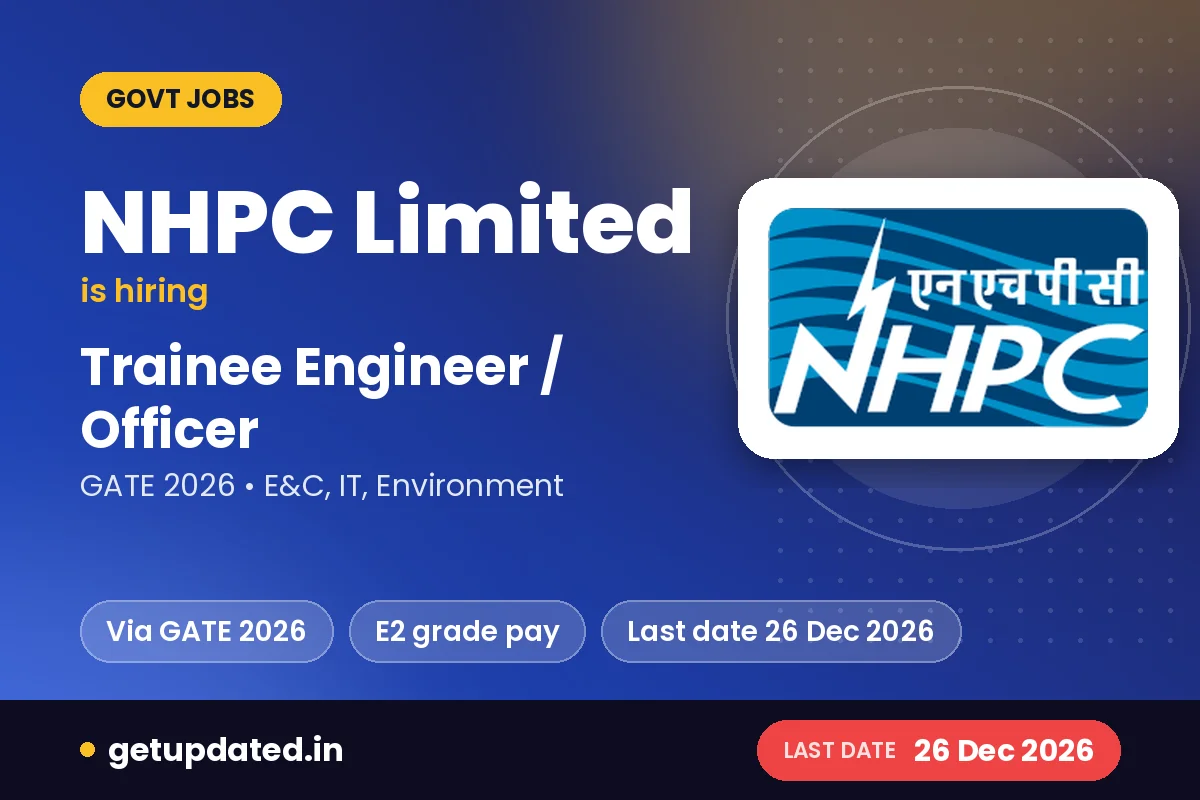 GOVT JOBS
NHPC Limited
is hiring
Trainee Engineer /
Officer
GATE 2026 • E&C, IT, Environment
एन एच पी सी
NHPC
Via GATE 2026
E2 grade pay
Last date 26 Dec 2026
getupdated.in
LAST DATE 26 Dec 2026